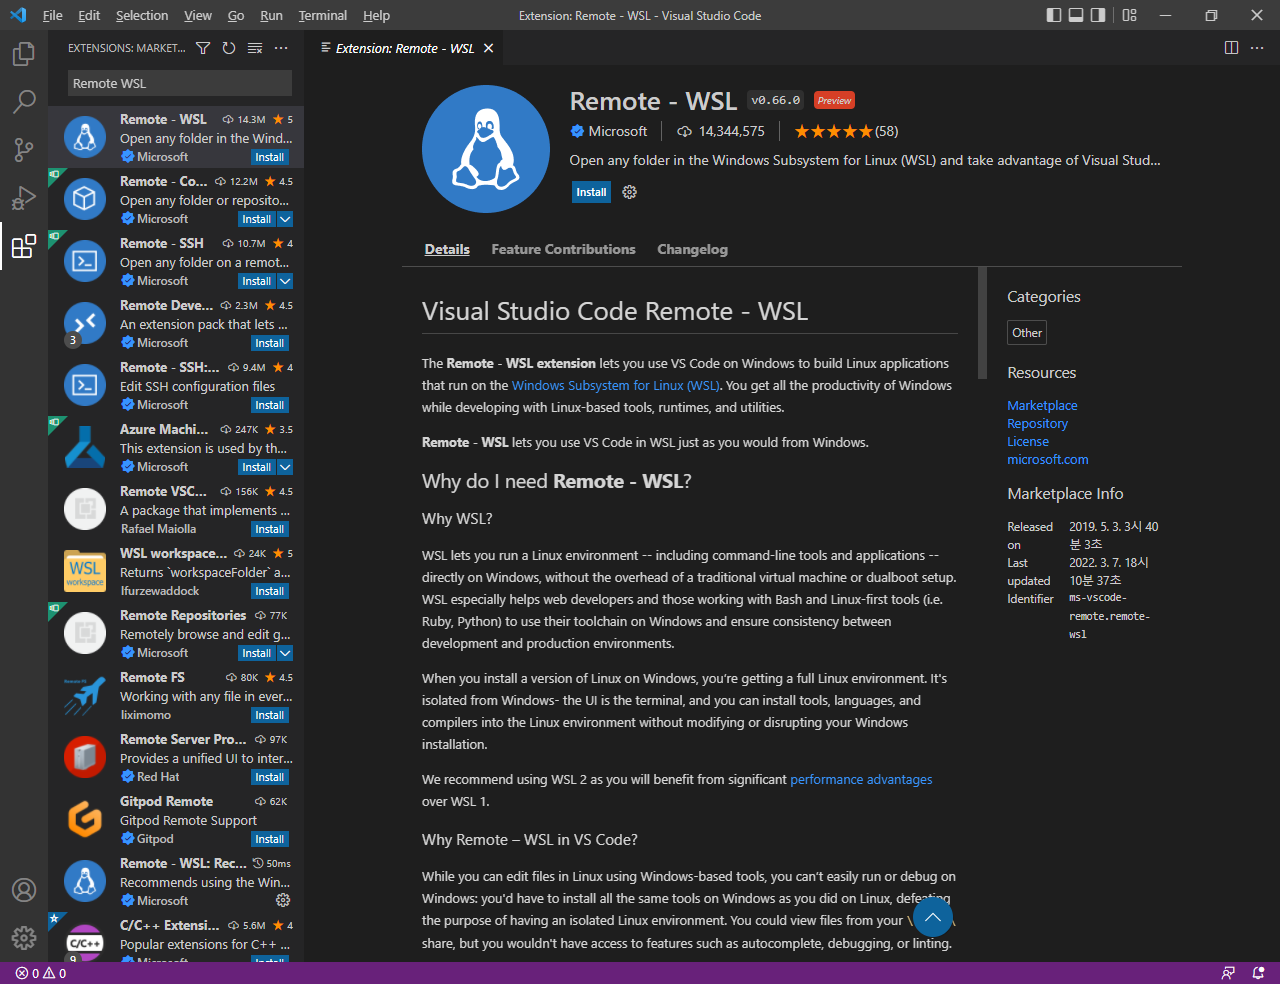 File Edit Selection View Go Run Terminal Help
Extension: Remote - WSL - Visual Studio Code
EXTENSIONS: MARKET...
Remote WSL
Remote - WSL 14.3M 5
Open any folder in the Wind...
Microsoft Install
Remote - Co... 12.2M 4.5
Open any folder or reposito...
Microsoft Install
Remote - SSH 10.7M 4
Open any folder on a remot...
Microsoft Install
Remote Deve... 2.3M 4.5
An extension pack that lets ...
3 Microsoft Install
Remote - SSH:... 9.4M 4
Edit SSH configuration files
Microsoft Install
Azure Machi... 247K 3.5
This extension is used by th...
Microsoft Install
Remote VSC... 156K 4.5
A package that implements ...
Rafael Maiolla Install
WSL workspace... 24K 5
WSL workspace
Returns `workspaceFolder` a...
lfurzewaddock Install
Remote Repositories 77K
Remotely browse and edit g...
Microsoft Install
Remote FS 80K 4.5
Working with any file in ever...
liximomo Install
Remote Server Pro... 97K
Provides a unified UI to inter...
Red Hat Install
Gitpod Remote 62K
Gitpod Remote Support
Gitpod Install
Remote - WSL: Rec... 50ms
Recommends using the Win...
Microsoft
C/C++ Extensi... 5.6M 4
C/C++
Popular extensions for C++ ...
9 Microsoft Install
Extension: Remote - WSL
Remote - WSL v0.66.0 Preview
Microsoft 14,344,575 (58)
Open any folder in the Windows Subsystem for Linux (WSL) and take advantage of Visual Stud...
Install
Details Feature Contributions Changelog
Visual Studio Code Remote - WSL
The Remote - WSL extension lets you use VS Code on Windows to build Linux applications
that run on the Windows Subsystem for Linux (WSL). You get all the productivity of Windows
while developing with Linux-based tools, runtimes, and utilities.
Remote - WSL lets you use VS Code in WSL just as you would from Windows.
Why do I need Remote - WSL?
Why WSL?
WSL lets you run a Linux environment -- including command-line tools and applications --
directly on Windows, without the overhead of a traditional virtual machine or dualboot setup.
WSL especially helps web developers and those working with Bash and Linux-first tools (i.e.
Ruby, Python) to use their toolchain on Windows and ensure consistency between
development and production environments.
When you install a version of Linux on Windows, you’re getting a full Linux environment. It's
isolated from Windows- the UI is the terminal, and you can install tools, languages, and
compilers into the Linux environment without modifying or disrupting your Windows
installation.
We recommend using WSL 2 as you will benefit from significant performance advantages
over WSL 1.
Why Remote – WSL in VS Code?
While you can edit files in Linux using Windows-based tools, you can’t easily run or debug on
Windows: you'd have to install all the same tools on Windows as you did on Linux, defeating
the purpose of having an isolated Linux environment. You could view files from your
share, but you wouldn't have access to features such as autocomplete, debugging, or linting.
Categories
Other
Resources
Marketplace
Repository
License
microsoft.com
Marketplace Info
Released on 2019. 5. 3. 3시 40분 3초
Last updated 2022. 3. 7. 18시 10분 37초
Identifier ms-vscode-remote.remote-wsl
0 0